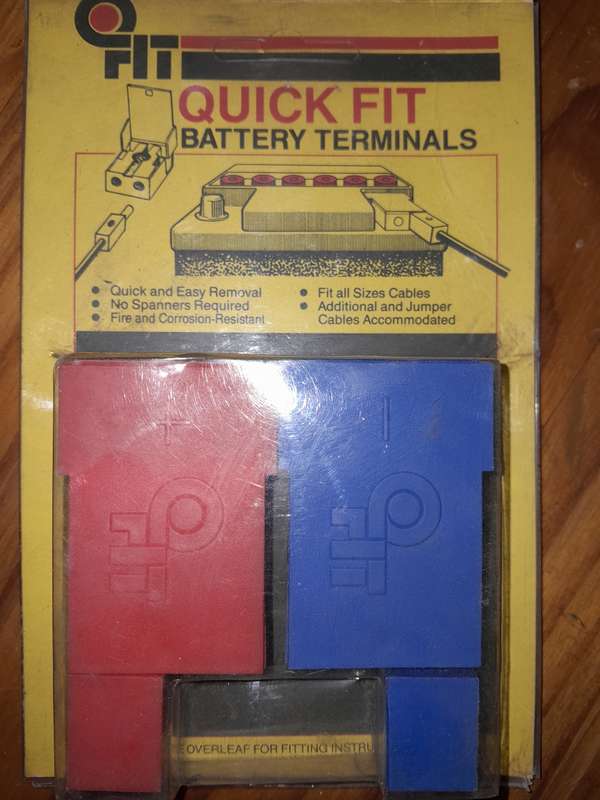 QFIT
QUICK FIT
BATTERY TERMINALS
Quick and Easy Removal
No Spanners Required
Fire and Corrosion-Resistant
Fit all Sizes Cables
Additional and Jumper
Cables Accommodated
+ −
QFIT QFIT
OVERLEAF FOR FITTING